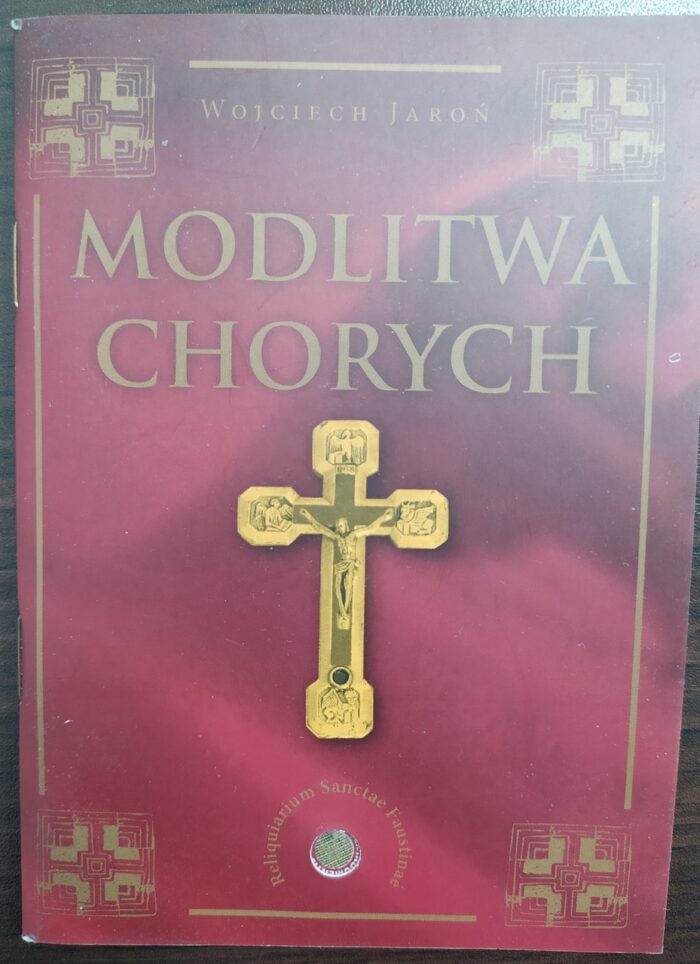 WOJCIECH JAROŃ
MODLITWA
CHORYCH
Reliquiarium Sanctae Faustinae